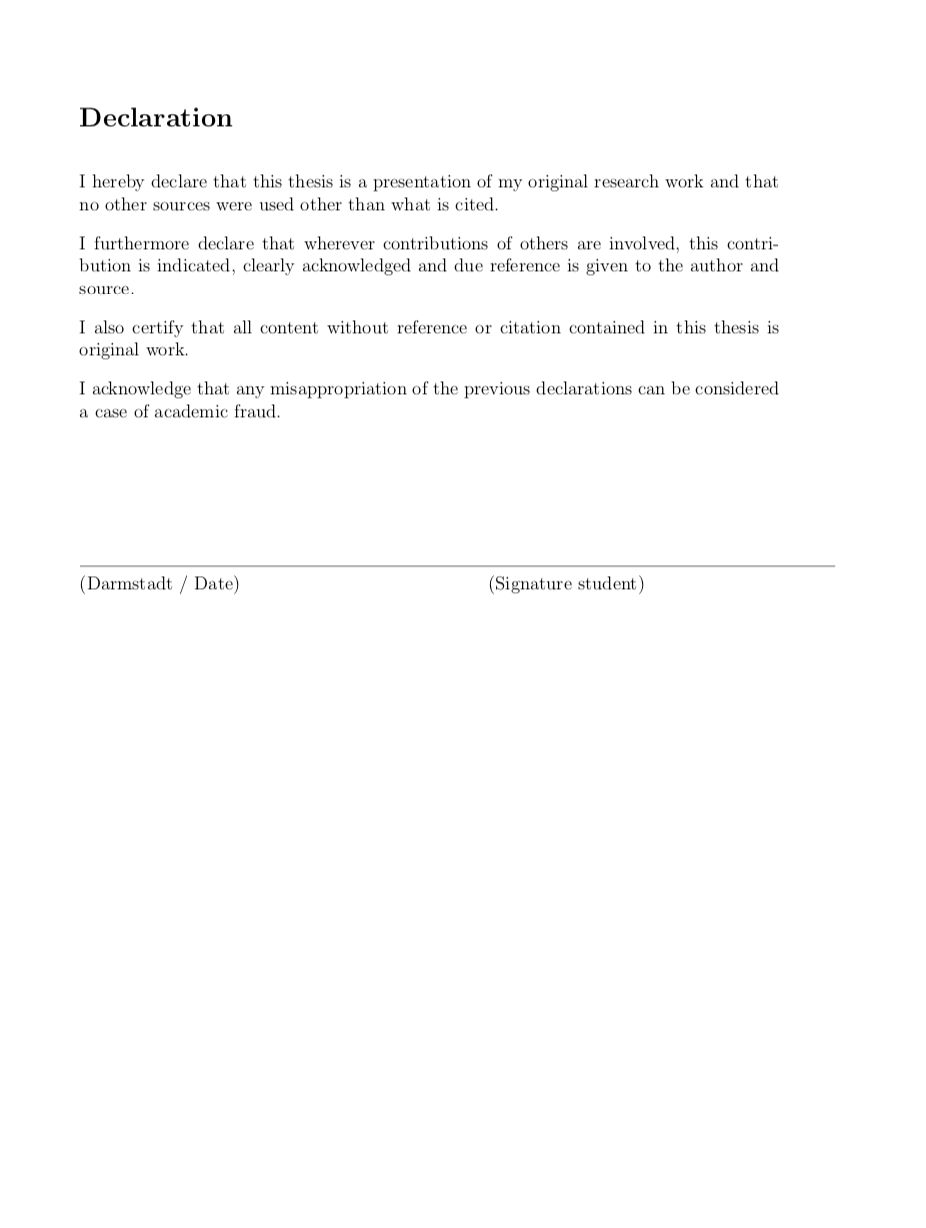 Declaration
I hereby declare that this thesis is a presentation of my original research work and that
no other sources were used other than what is cited.
I furthermore declare that wherever contributions of others are involved, this contri-
bution is indicated, clearly acknowledged and due reference is given to the author and
source.
I also certify that all content without reference or citation contained in this thesis is
original work.
I acknowledge that any misappropriation of the previous declarations can be considered
a case of academic fraud.
(Darmstadt / Date) (Signature student)